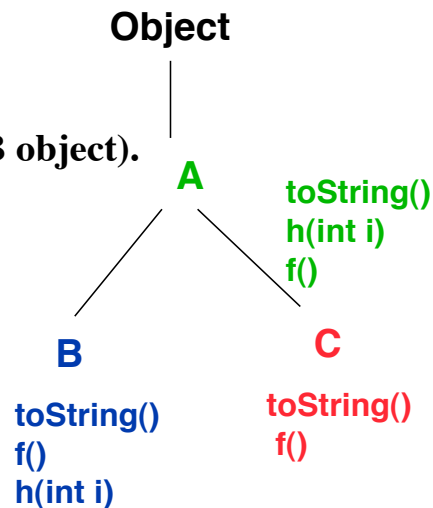 Object
object).
A
toString()
h(int i)
f()
B
C
toString()
f()
h(int i)
toString()
f()